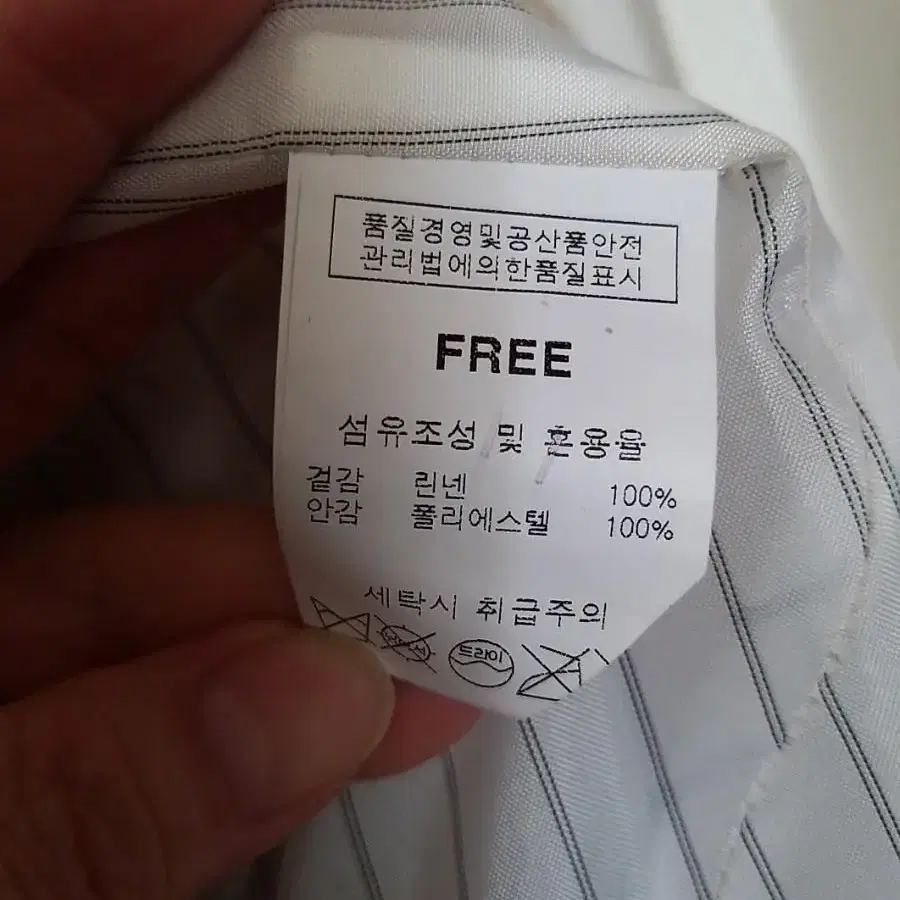 품질경영및공산품안전
관리법에의한품질표시
FREE
섬유조성 및 혼용율
겉감 린넨 100%
안감 폴리에스텔 100%
세탁시 취급주의
드라이